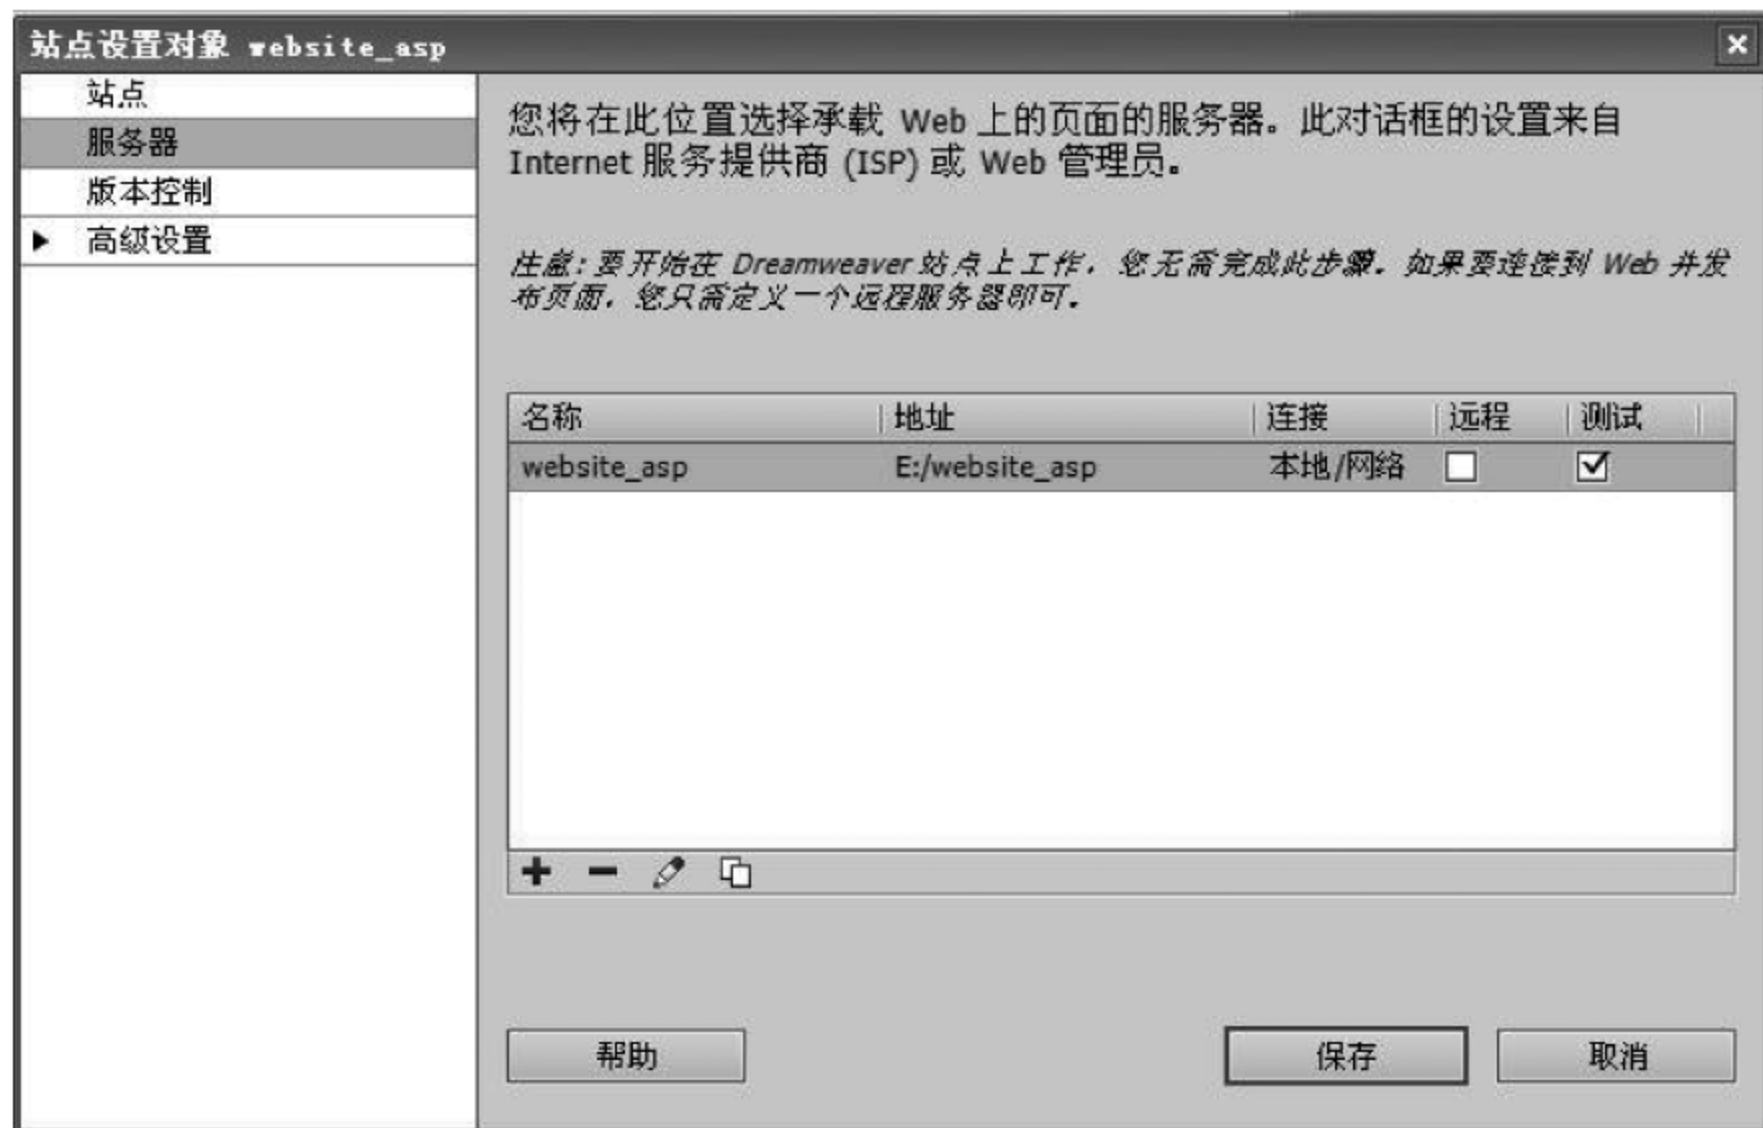 站点设置对象 website_asp
站点
服务器
版本控制
高级设置
您将在此位置选择承载 Web 上的页面的服务器。此对话框的设置来自
Internet 服务提供商 (ISP) 或 Web 管理员。
注意:要开始在 Dreamweaver 站点上工作，您无需完成此步骤。如果要连接到 Web 并发
布页面，您只需定义一个远程服务器即可。
名称 地址 连接 远程 测试
website_asp E:/website_asp 本地/网络
帮助 保存 取消